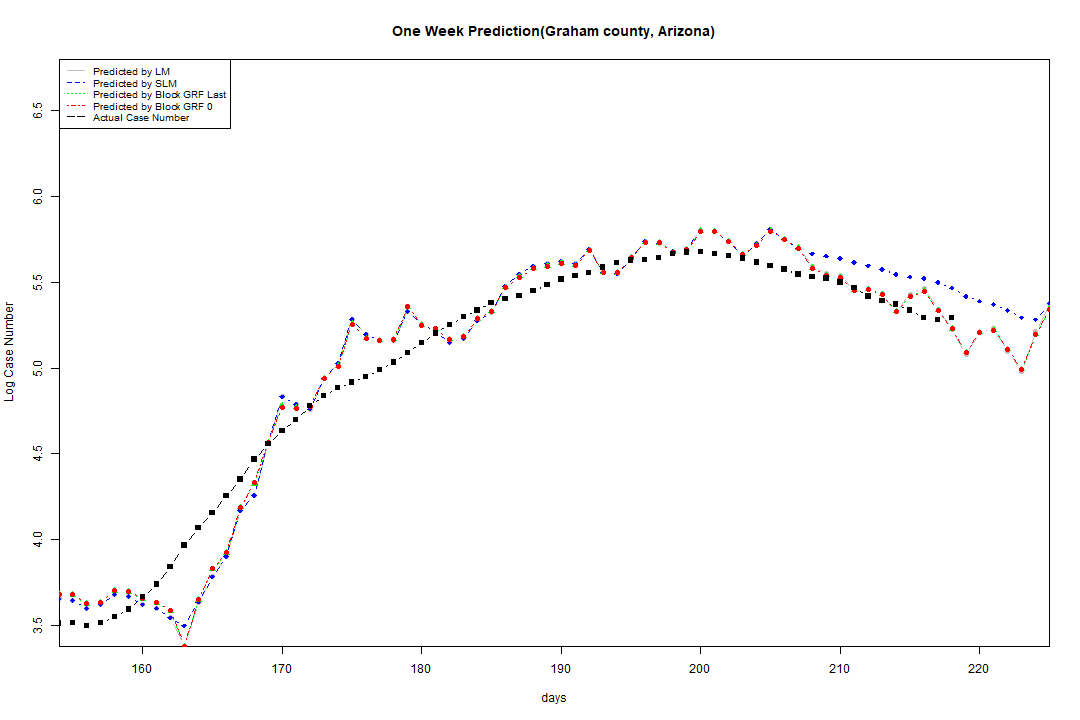 One Week Prediction(Graham county, Arizona)
Predicted by LM
Predicted by SLM
Predicted by Block GRF Last
Predicted by Block GRF 0
Actual Case Number
6.5
6.0
5.5
5.0
4.5
4.0
3.5
Log Case Number
160 170 180 190 200 210 220
days